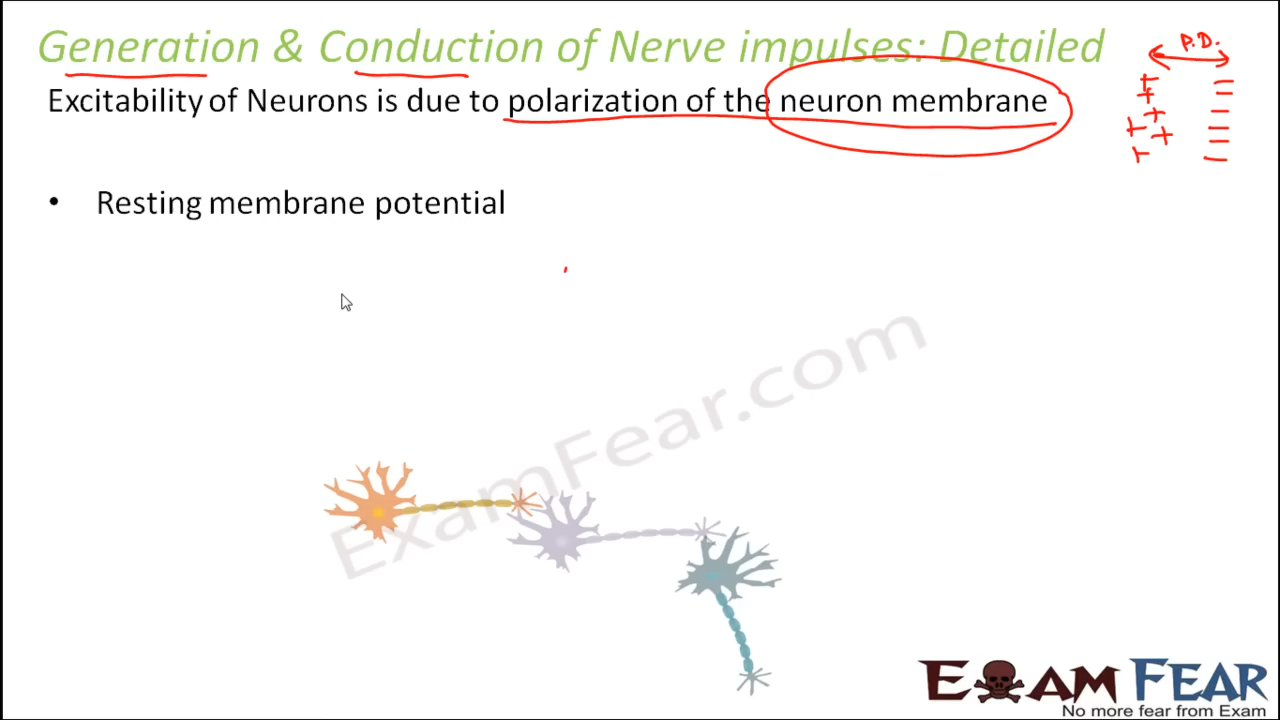 Generation & Conduction of Nerve impulses: Detailed
P.D.
Excitability of Neurons is due to polarization of the neuron membrane
+ −
+ −
+ −
+ + −
− 
+ −
• Resting membrane potential
ExamFear.com
EXAM FEAR
No more fear from Exam